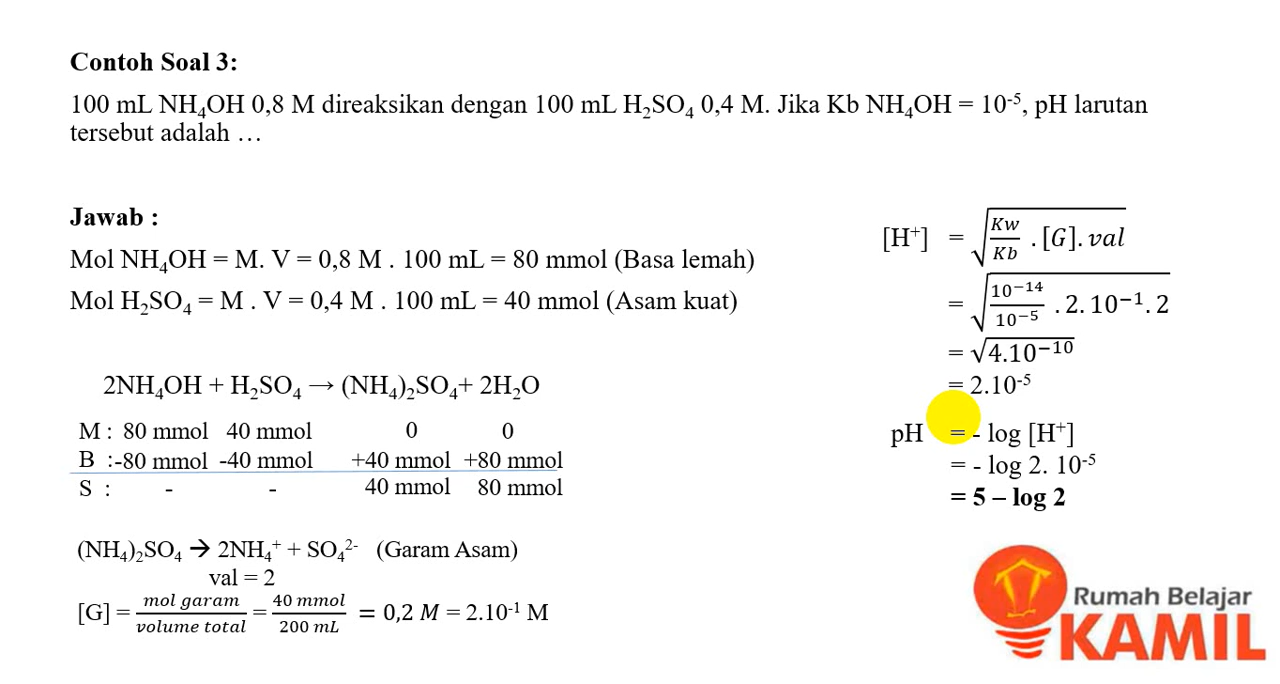 Contoh Soal 3:
100 mL NH₄OH 0,8 M direaksikan dengan 100 mL H₂SO₄ 0,4 M. Jika Kb NH₄OH = 10⁻⁵, pH larutan
tersebut adalah …
Jawab :
Mol NH₄OH = M. V = 0,8 M . 100 mL = 80 mmol (Basa lemah)
Mol H₂SO₄ = M . V = 0,4 M . 100 mL = 40 mmol (Asam kuat)
2NH₄OH + H₂SO₄ → (NH₄)₂SO₄+ 2H₂O
M : 80 mmol 40 mmol 0 0
B :-80 mmol -40 mmol +40 mmol +80 mmol
S : - - 40 mmol 80 mmol
(NH₄)₂SO₄ → 2NH₄⁺ + SO₄²⁻ (Garam Asam)
val = 2
[G] = mol garam / volume total = 40 mmol / 200 mL = 0,2 M = 2.10⁻¹ M
[H⁺] = √(Kw/Kb . [G]. val)
= √(10⁻¹⁴/10⁻⁵ . 2. 10⁻¹. 2)
= √4.10⁻¹⁰
= 2.10⁻⁵
pH = - log [H⁺]
= - log 2. 10⁻⁵
= 5 – log 2
Rumah Belajar
KAMIL